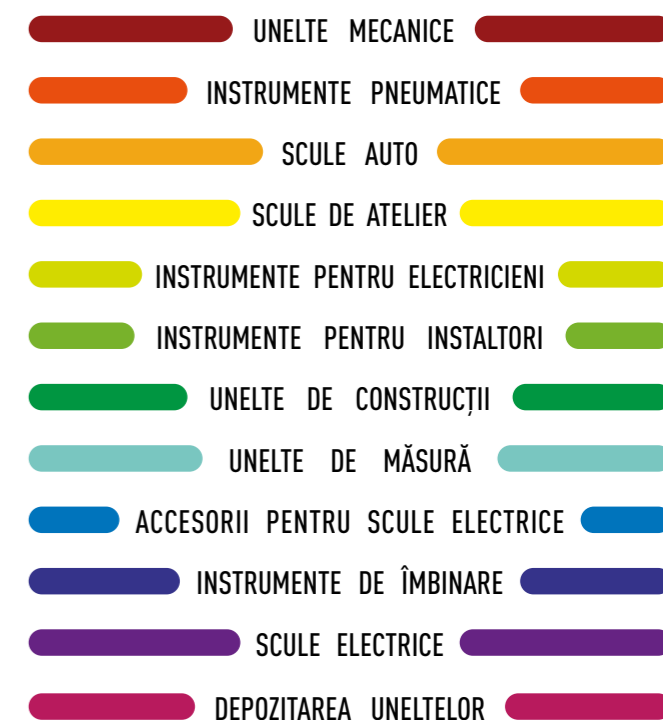 UNELTE MECANICE
INSTRUMENTE PNEUMATICE
SCULE AUTO
SCULE DE ATELIER
INSTRUMENTE PENTRU ELECTRICIENI
INSTRUMENTE PENTRU INSTALTORI
UNELTE DE CONSTRUCȚII
UNELTE DE MĂSURĂ
ACCESORII PENTRU SCULE ELECTRICE
INSTRUMENTE DE ÎMBINARE
SCULE ELECTRICE
DEPOZITAREA UNELTELOR